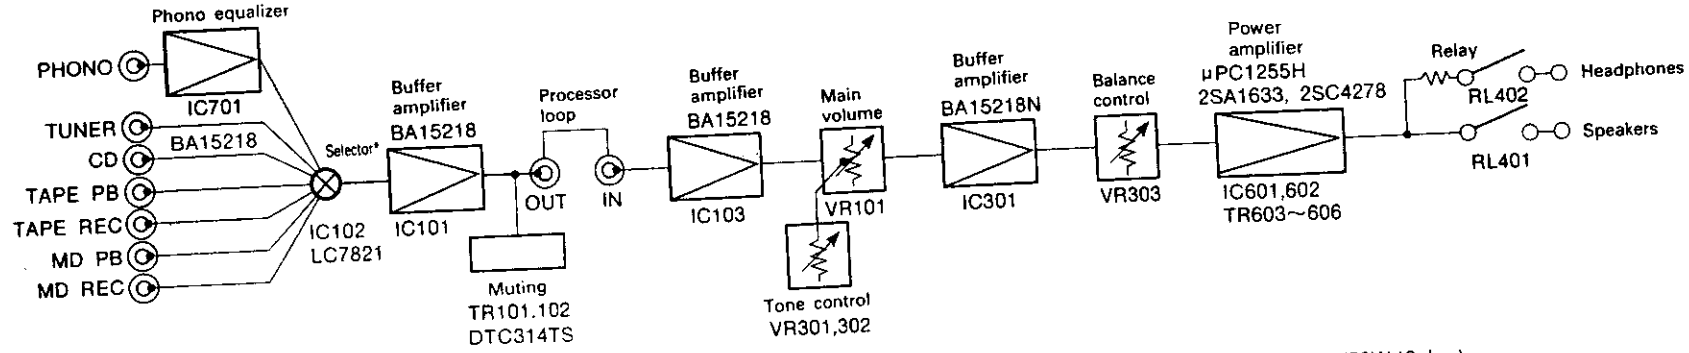 Phono equalizer
PHONO
IC701
TUNER
BA15218
CD
TAPE PB
TAPE REC
MD PB
MD REC
Selector*
IC102
LC7821
Buffer
amplifier
BA15218
IC101
Muting
TR101.102
DTC314TS
Processor
loop
OUT
IN
Buffer
amplifier
BA15218
IC103
Main
volume
VR101
Tone control
VR301,302
Buffer
amplifier
BA15218N
IC301
Balance
control
VR303
Power
amplifier
μPC1255H
2SA1633, 2SC4278
IC601,602
TR603~606
Relay
RL402
Headphones
RL401
Speakers